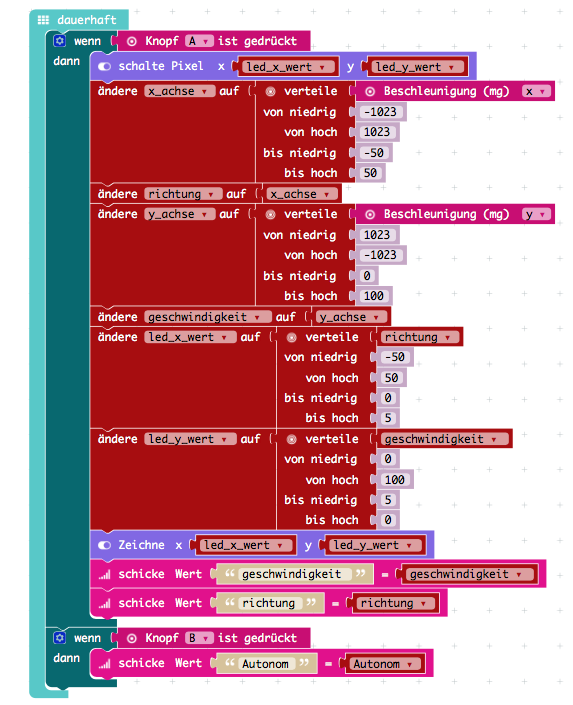 dauerhaft
wenn Knopf A ist gedrückt
dann schalte Pixel x led_x_wert y led_y_wert
ändere x_achse auf verteile Beschleunigung (mg) x
von niedrig -1023
von hoch 1023
bis niedrig -50
bis hoch 50
ändere richtung auf x_achse
ändere y_achse auf verteile Beschleunigung (mg) y
von niedrig 1023
von hoch -1023
bis niedrig 0
bis hoch 100
ändere geschwindigkeit auf y_achse
ändere led_x_wert auf verteile richtung
von niedrig -50
von hoch 50
bis niedrig 0
bis hoch 5
ändere led_y_wert auf verteile geschwindigkeit
von niedrig 0
von hoch 100
bis niedrig 5
bis hoch 0
Zeichne x led_x_wert y led_y_wert
schicke Wert “ geschwindigkeit ” = geschwindigkeit
schicke Wert “ richtung ” = richtung
wenn Knopf B ist gedrückt
dann schicke Wert “ Autonom ” = Autonom